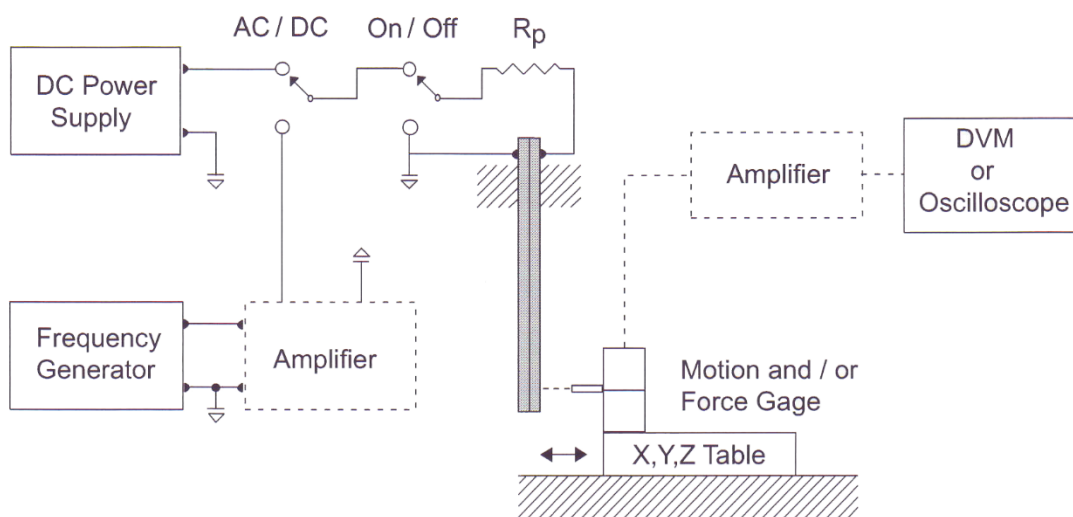 AC / DC
On / Off
Rp
DC Power
Supply
Amplifier
DVM
or
Oscilloscope
Frequency
Generator
Amplifier
Motion and / or
Force Gage
X,Y,Z Table